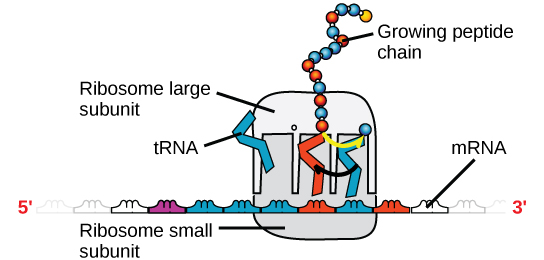 Growing peptide
chain
Ribosome large
subunit
tRNA
mRNA
5'
3'
Ribosome small
subunit